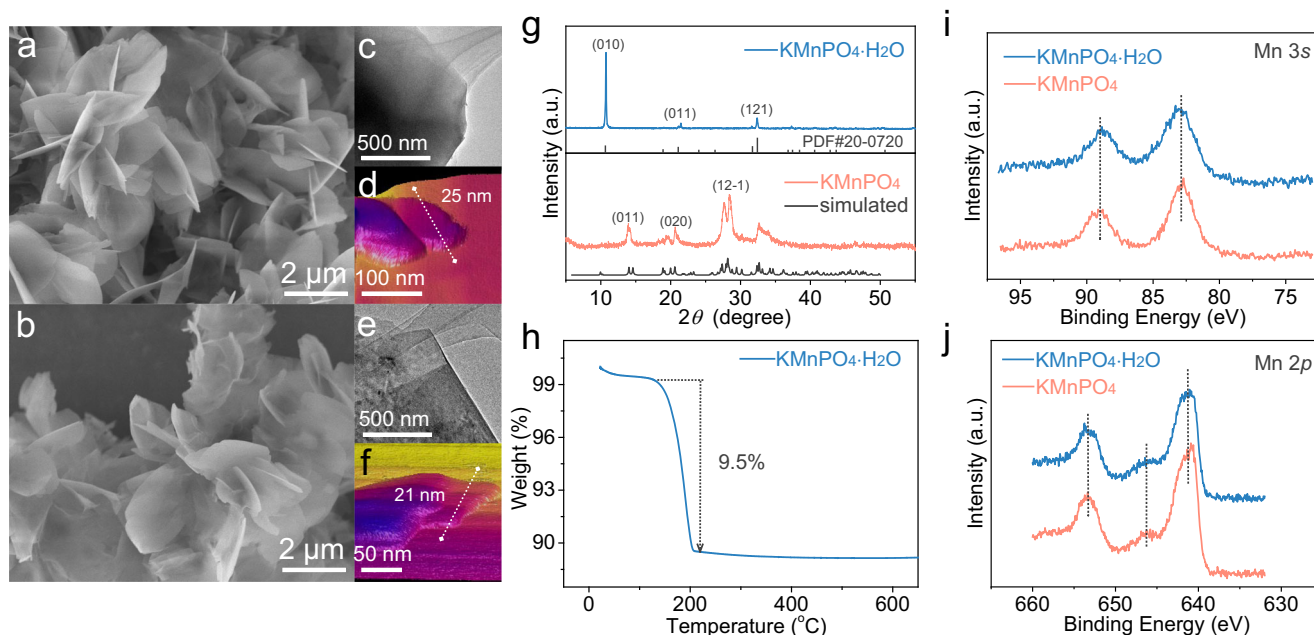 a
2 μm
b
2 μm
c
500 nm
d
25 nm
100 nm
e
500 nm
f
21 nm
50 nm
g
(010)
KMnPO₄·H₂O
(011)
(121)
PDF#20-0720
KMnPO₄
simulated
(12-1)
(011)
(020)
Intensity (a.u.)
10 20 30 40 50
2θ (degree)
h
KMnPO₄·H₂O
99
96
93
90
9.5%
Weight (%)
0 200 400 600
Temperature (°C)
i
KMnPO₄·H₂O
Mn 3s
KMnPO₄
Intensity (a.u.)
95 90 85 80 75
Binding Energy (eV)
j
KMnPO₄·H₂O
Mn 2p
KMnPO₄
Intensity (a.u.)
660 650 640 630
Binding Energy (eV)